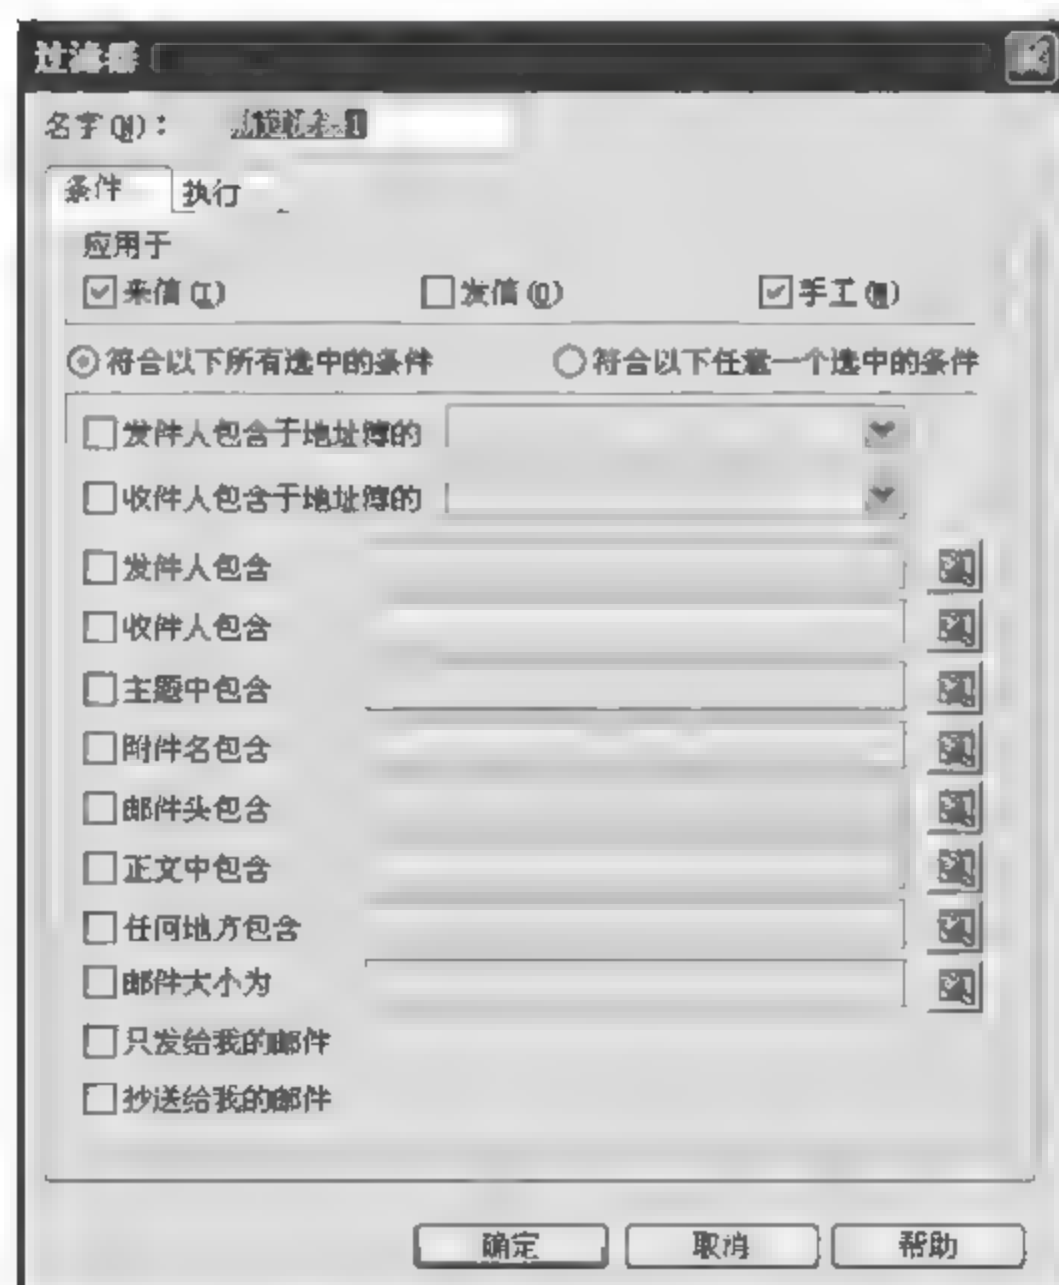 过滤器
名字(N): 过滤器1
条件 执行
应用于
来信(I) 发信(O) 手工(M)
符合以下所有选中的条件 符合以下任意一个选中的条件
发件人包含于地址簿的
收件人包含于地址簿的
发件人包含
收件人包含
主题中包含
附件名包含
邮件头包含
正文中包含
任何地方包含
邮件大小为
只发给我的邮件
抄送给我的邮件
确定 取消 帮助